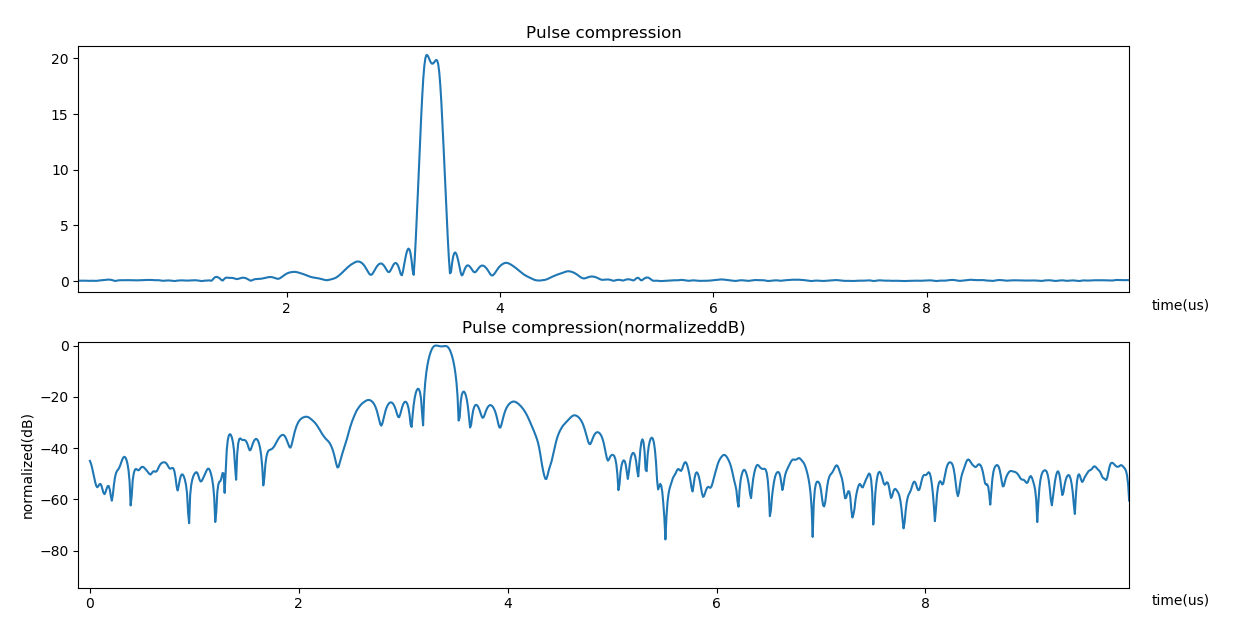 Pulse compression
20
15
10
5
0
2 4 6 8
time(us)
Pulse compression(normalizeddB)
normalized(dB)
0
−20
−40
−60
−80
0 2 4 6 8
time(us)